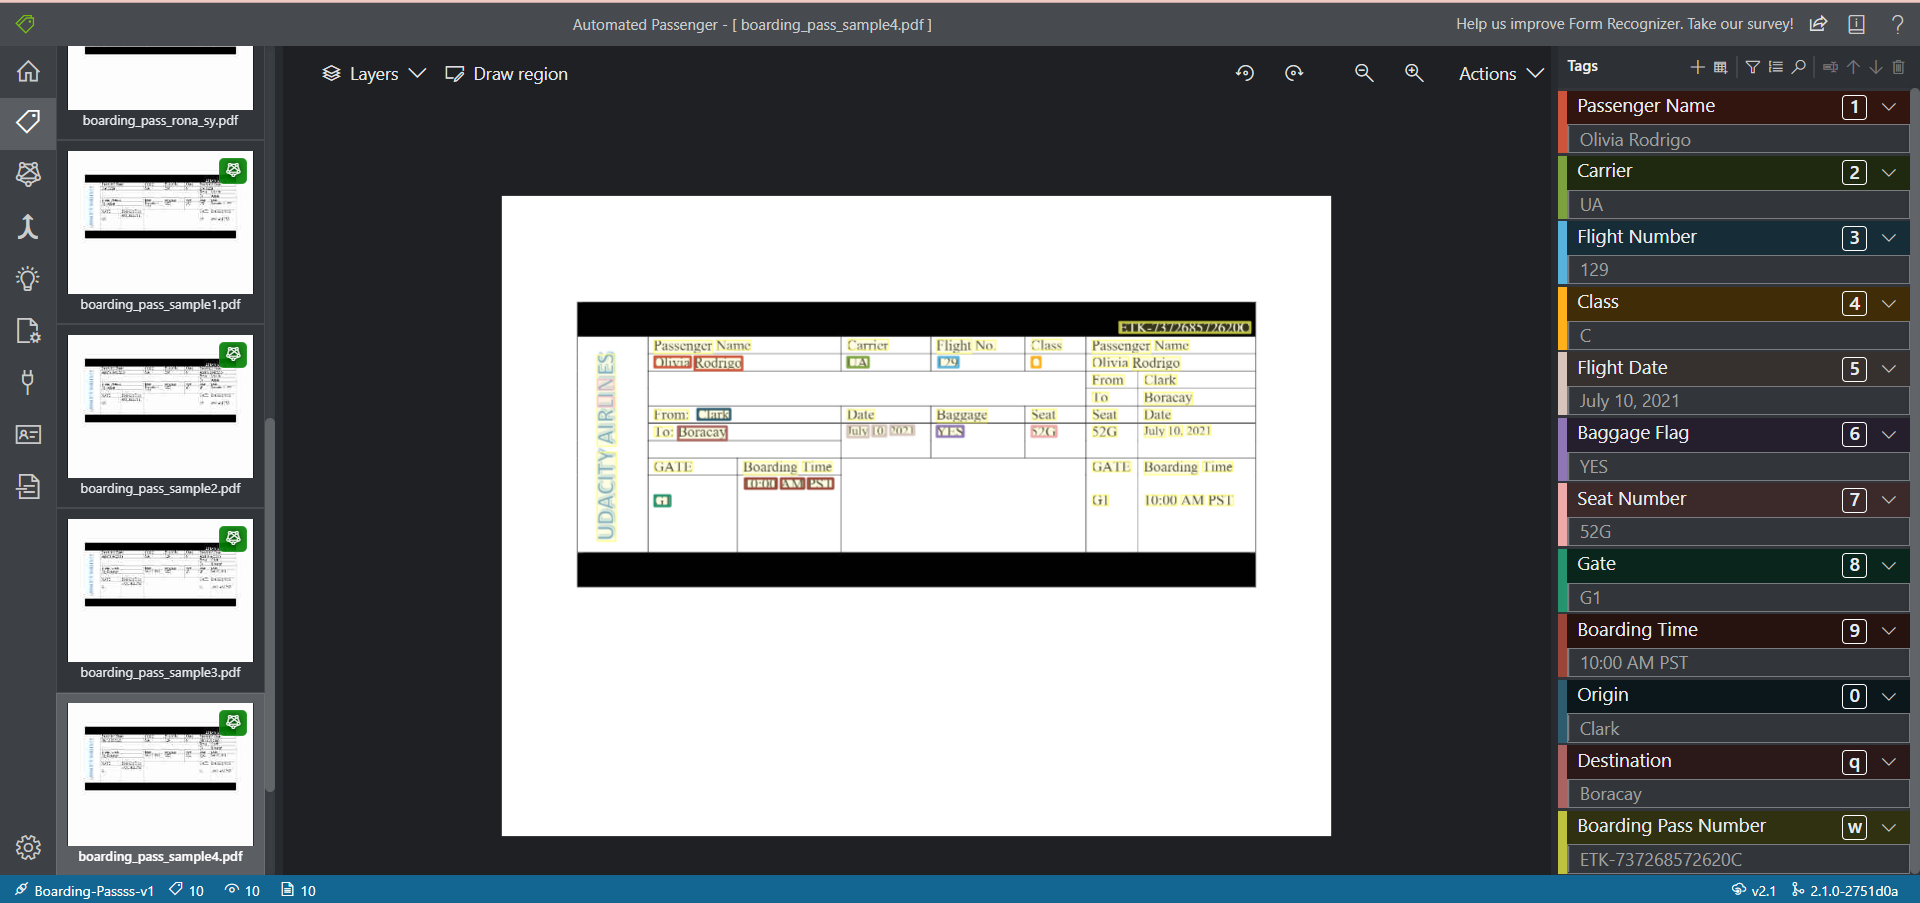 Automated Passenger - [ boarding_pass_sample4.pdf ]
Help us improve Form Recognizer. Take our survey!
boarding_pass_rona_sy.pdf
boarding_pass_sample1.pdf
boarding_pass_sample2.pdf
boarding_pass_sample3.pdf
boarding_pass_sample4.pdf
Layers
Draw region
Actions
ETK-737268572620C
UDACITY AIRLINES
Passenger Name Carrier Flight No. Class Passenger Name
Olivia Rodrigo UA 129 Olivia Rodrigo
From Clark
To Boracay
From: Clark Date Baggage Seat Seat Date
To: Boracay July 10, 2021 YES 52G 52G July 10, 2021
GATE Boarding Time GATE Boarding Time
10:00 AM PST
G1 G1 10:00 AM PST
Tags
Passenger Name 1
Olivia Rodrigo
Carrier 2
UA
Flight Number 3
129
Class 4
C
Flight Date 5
July 10, 2021
Baggage Flag 6
YES
Seat Number 7
52G
Gate 8
G1
Boarding Time 9
10:00 AM PST
Origin 0
Clark
Destination q
Boracay
Boarding Pass Number w
ETK-737268572620C
Boarding-Passss-v1 10 10 10
v2.1 2.1.0-2751d0a